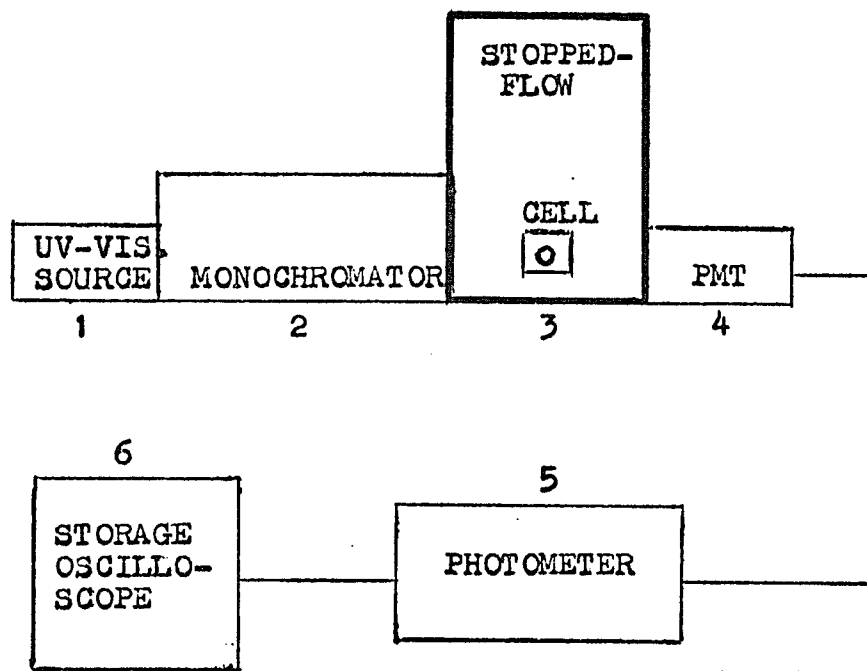 STOPPED-
FLOW
CELL
UV-VIS
SOURCE
MONOCHROMATOR
PMT
1
2
3
4
6
5
STORAGE
OSCILLO-
SCOPE
PHOTOMETER